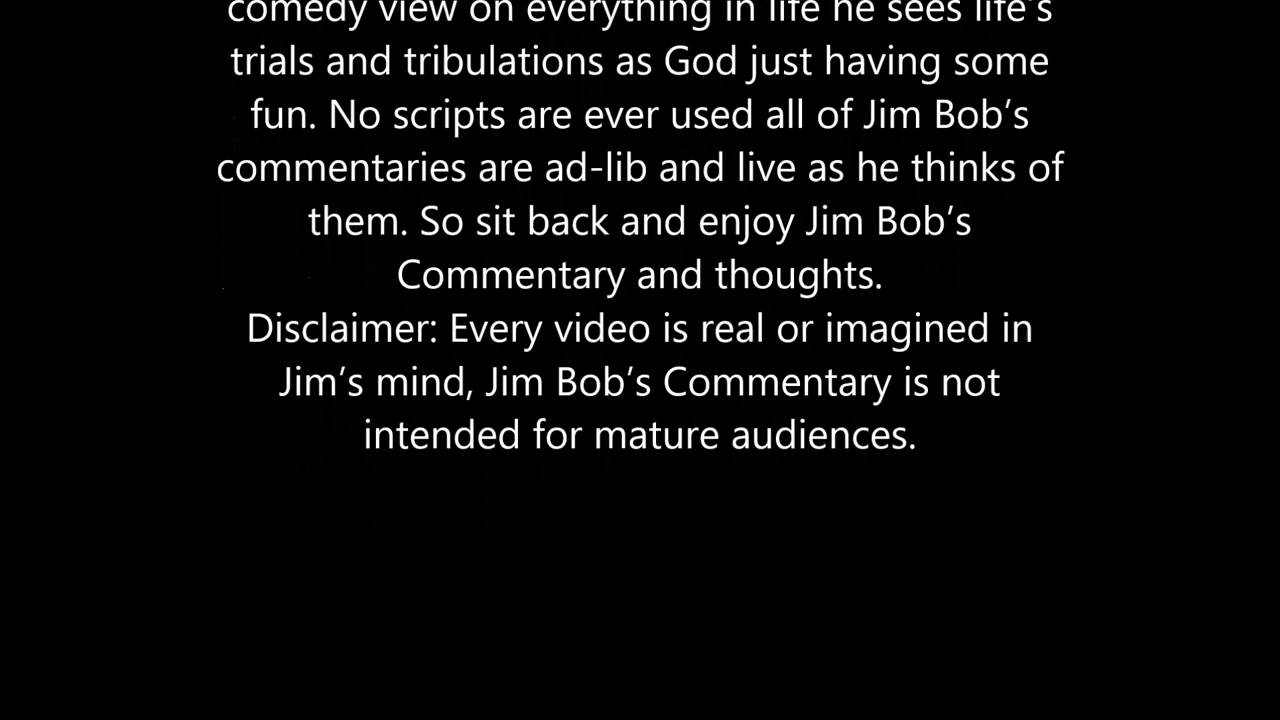 comedy view on everything in life he sees life's
trials and tribulations as God just having some
fun. No scripts are ever used all of Jim Bob’s
commentaries are ad-lib and live as he thinks of
them. So sit back and enjoy Jim Bob’s
Commentary and thoughts.
Disclaimer: Every video is real or imagined in
Jim’s mind, Jim Bob’s Commentary is not
intended for mature audiences.